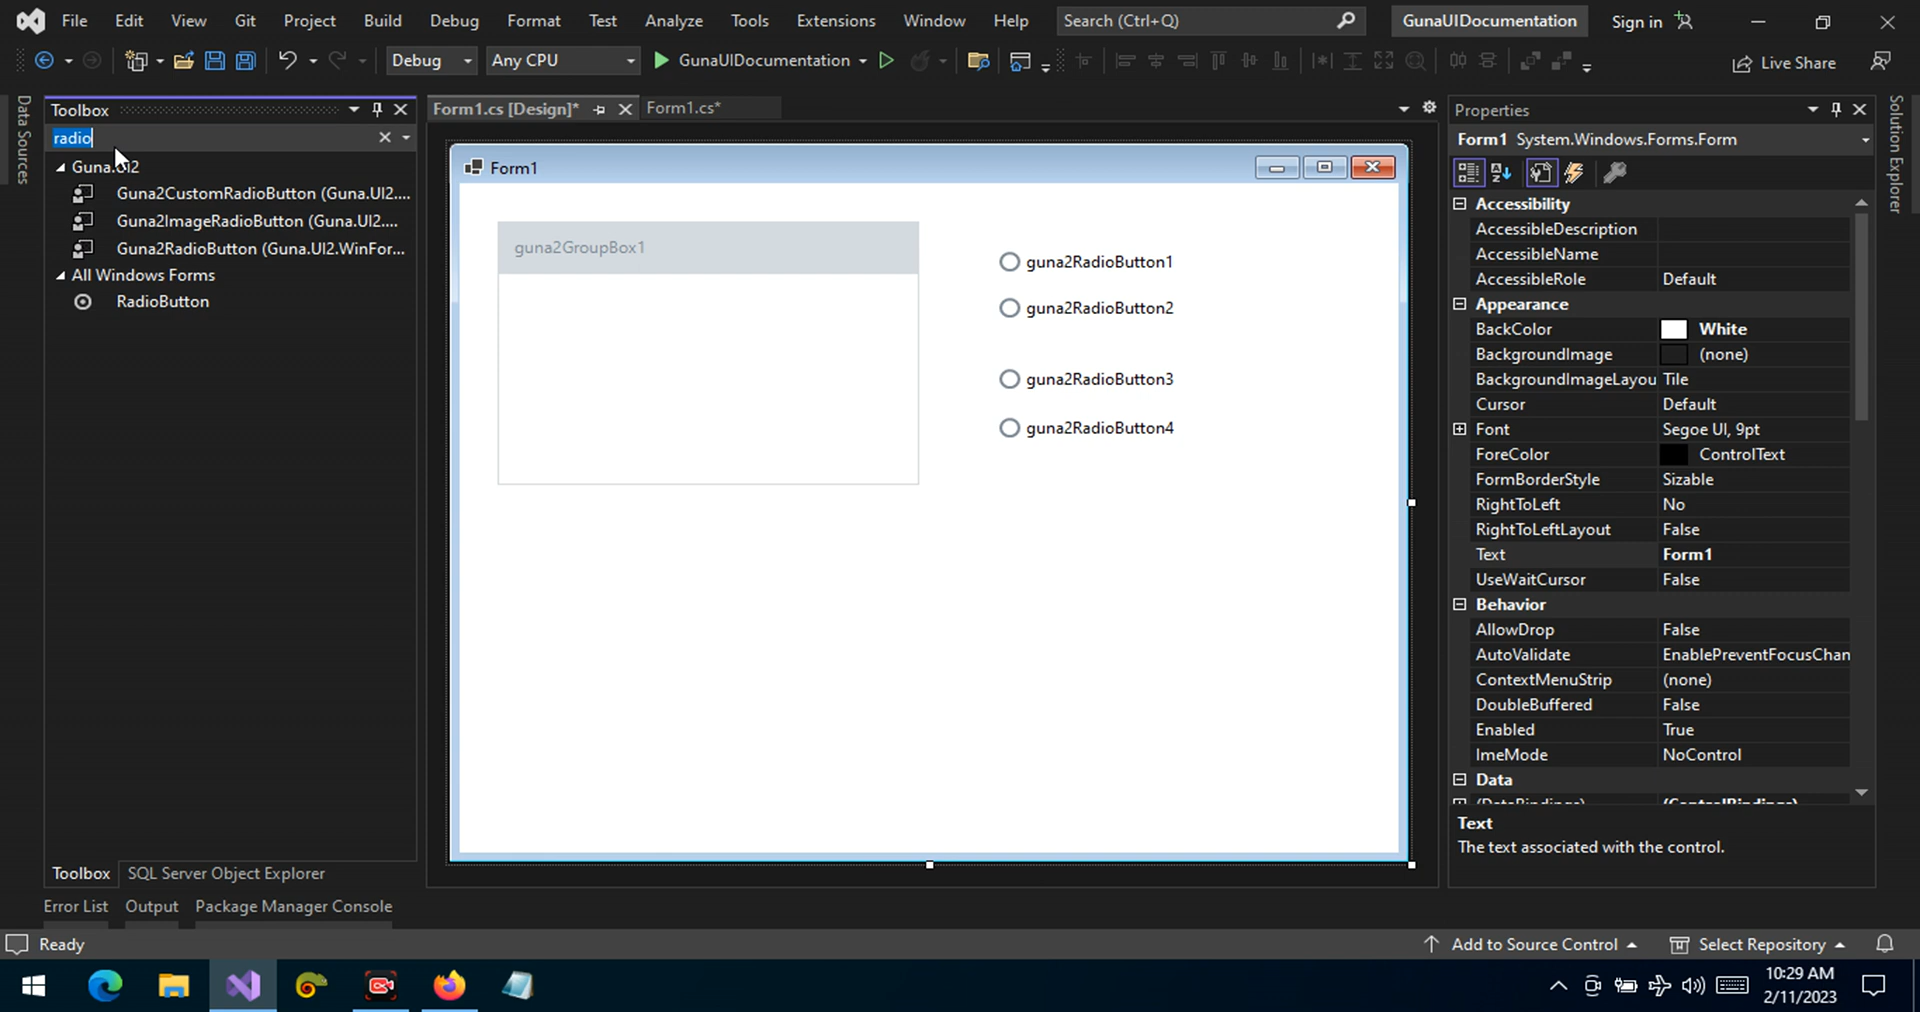 File Edit View Git Project Build Debug Format Test Analyze Tools Extensions Window Help Search (Ctrl+Q) GunaUIDocumentation Sign in
Debug Any CPU GunaUIDocumentation Live Share
Data Sources
Toolbox
radio
Guna.UI2
Guna2CustomRadioButton (Guna.UI2....
Guna2ImageRadioButton (Guna.UI2....
Guna2RadioButton (Guna.UI2.WinFor...
All Windows Forms
RadioButton
Form1.cs [Design]* Form1.cs*
Form1
guna2GroupBox1
guna2RadioButton1
guna2RadioButton2
guna2RadioButton3
guna2RadioButton4
Properties
Form1 System.Windows.Forms.Form
Accessibility
AccessibleDescription
AccessibleName
AccessibleRole Default
Appearance
BackColor White
BackgroundImage (none)
BackgroundImageLayou Tile
Cursor Default
Font Segoe UI, 9pt
ForeColor ControlText
FormBorderStyle Sizable
RightToLeft No
RightToLeftLayout False
Text Form1
UseWaitCursor False
Behavior
AllowDrop False
AutoValidate EnablePreventFocusChan
ContextMenuStrip (none)
DoubleBuffered False
Enabled True
ImeMode NoControl
Data
(DataBindings) (ControlBindings)
Text
The text associated with the control.
Solution Explorer
Toolbox SQL Server Object Explorer
Error List Output Package Manager Console
Ready Add to Source Control Select Repository
10:29 AM
2/11/2023